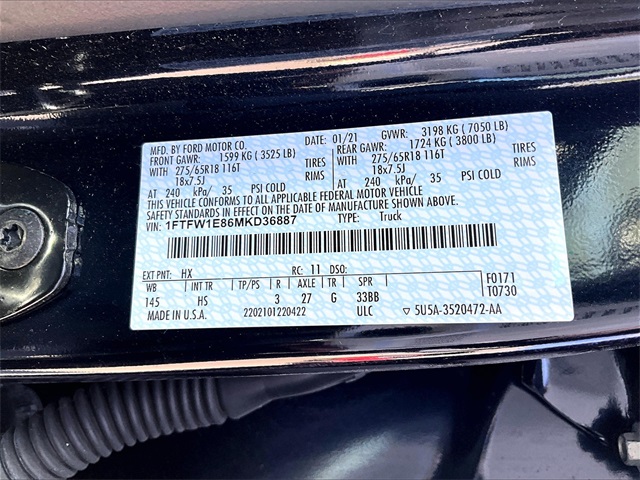 MFD. BY FORD MOTOR CO. DATE: 01/21 GVWR: 3198 KG ( 7050 LB)
FRONT GAWR: 1599 KG ( 3525 LB) REAR GAWR: 1724 KG ( 3800 LB)
WITH 275/65R18 116T TIRES WITH 275/65R18 116T TIRES
18x7.5J RIMS 18x7.5J RIMS
AT 240 kPa/ 35 PSI COLD AT 240 kPa/ 35 PSI COLD
THIS VEHICLE CONFORMS TO ALL APPLICABLE FEDERAL MOTOR VEHICLE
SAFETY STANDARDS IN EFFECT ON THE DATE OF MANUFACTURE SHOWN ABOVE.
VIN: 1FTFW1E86MKD36887 TYPE: Truck
EXT PNT: HX RC: 11 DSO: F0171
WB INT TR TP/PS R AXLE TR SPR T0730
145 HS 3 27 G 33BB
MADE IN U.S.A. 2202101220422 ULC ▽ 5U5A-3520472-AA